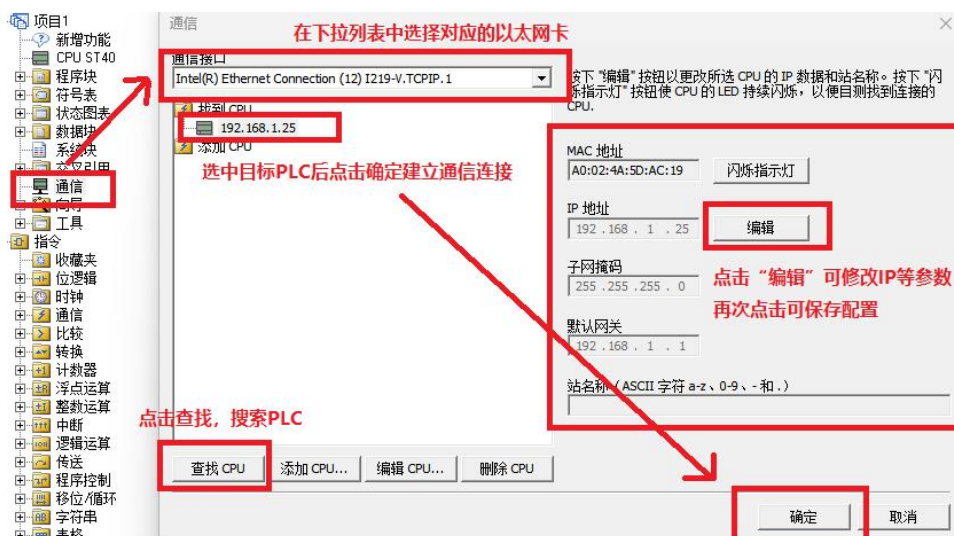 项目1
新增功能
CPU ST40
程序块
符号表
状态图表
数据块
系统块
交叉引用
通信
向导
工具
指令
收藏夹
位逻辑
时钟
通信
比较
转换
计数器
浮点运算
整数运算
中断
逻辑运算
传送
程序控制
移位/循环
字符串
表格
通信
在下拉列表中选择对应的以太网卡
通信接口
Intel(R) Ethernet Connection (12) I219-V.TCPIP.1
找到 CPU
192.168.1.25
添加 CPU
选中目标PLC后点击确定建立通信连接
按下 "编辑" 按钮以更改所选 CPU 的 IP 数据和站名称。按下 "闪
烁指示灯" 按钮使 CPU 的 LED 持续闪烁，以便目测找到连接的
CPU.
MAC 地址
A0:02:4A:5D:AC:19
闪烁指示灯
IP 地址
192 . 168 . 1 . 25
编辑
子网掩码
255 . 255 . 255 . 0
点击“编辑”可修改IP等参数
再次点击可保存配置
默认网关
192 . 168 . 1 . 1
站名称（ASCII 字符 a-z、0-9、- 和 .）
点击查找，搜索PLC
查找 CPU
添加 CPU...
编辑 CPU...
删除 CPU
确定
取消